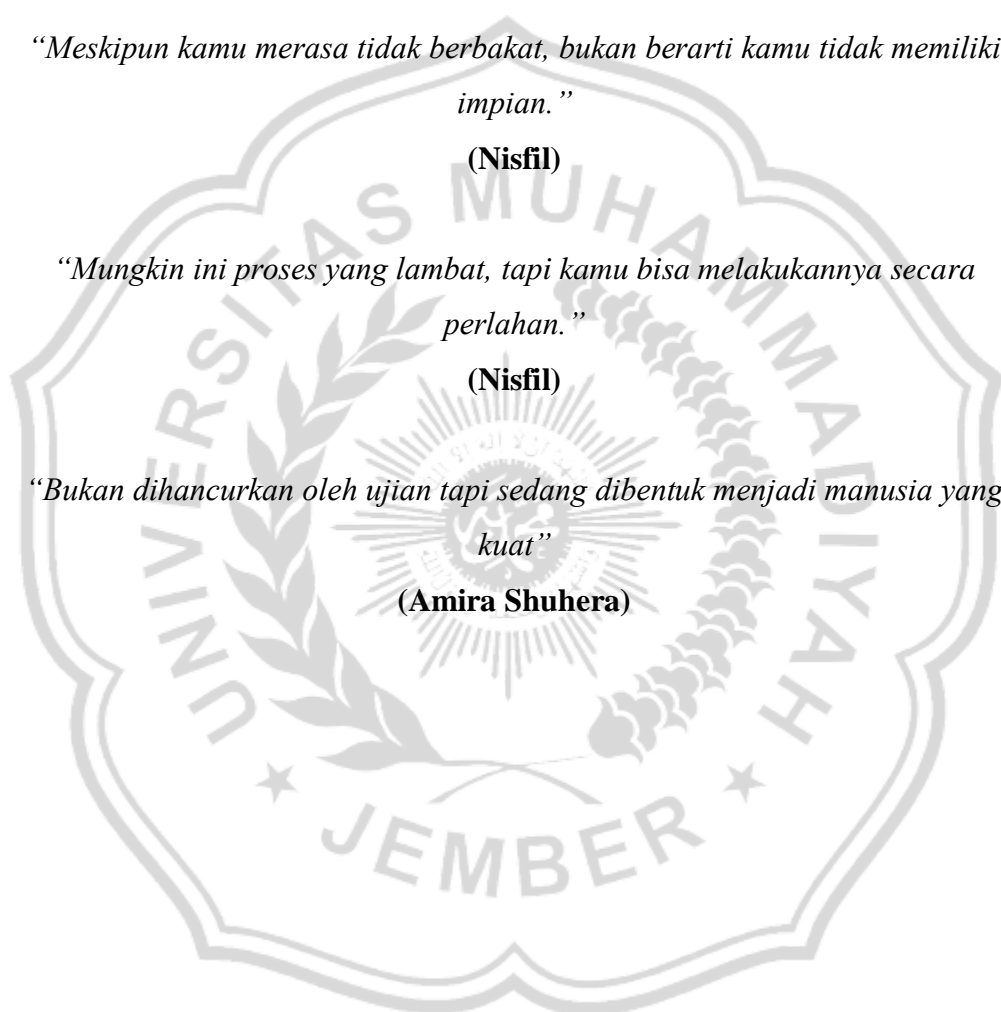 “Meskipun kamu merasa tidak berbakat, bukan berarti kamu tidak memiliki
impian.”
(Nisfil)
“Mungkin ini proses yang lambat, tapi kamu bisa melakukannya secara
perlahan.”
(Nisfil)
“Bukan dihancurkan oleh ujian tapi sedang dibentuk menjadi manusia yang
kuat”
(Amira Shuhera)
UNIVERSITAS MUHAMMADIYAH
JEMBER